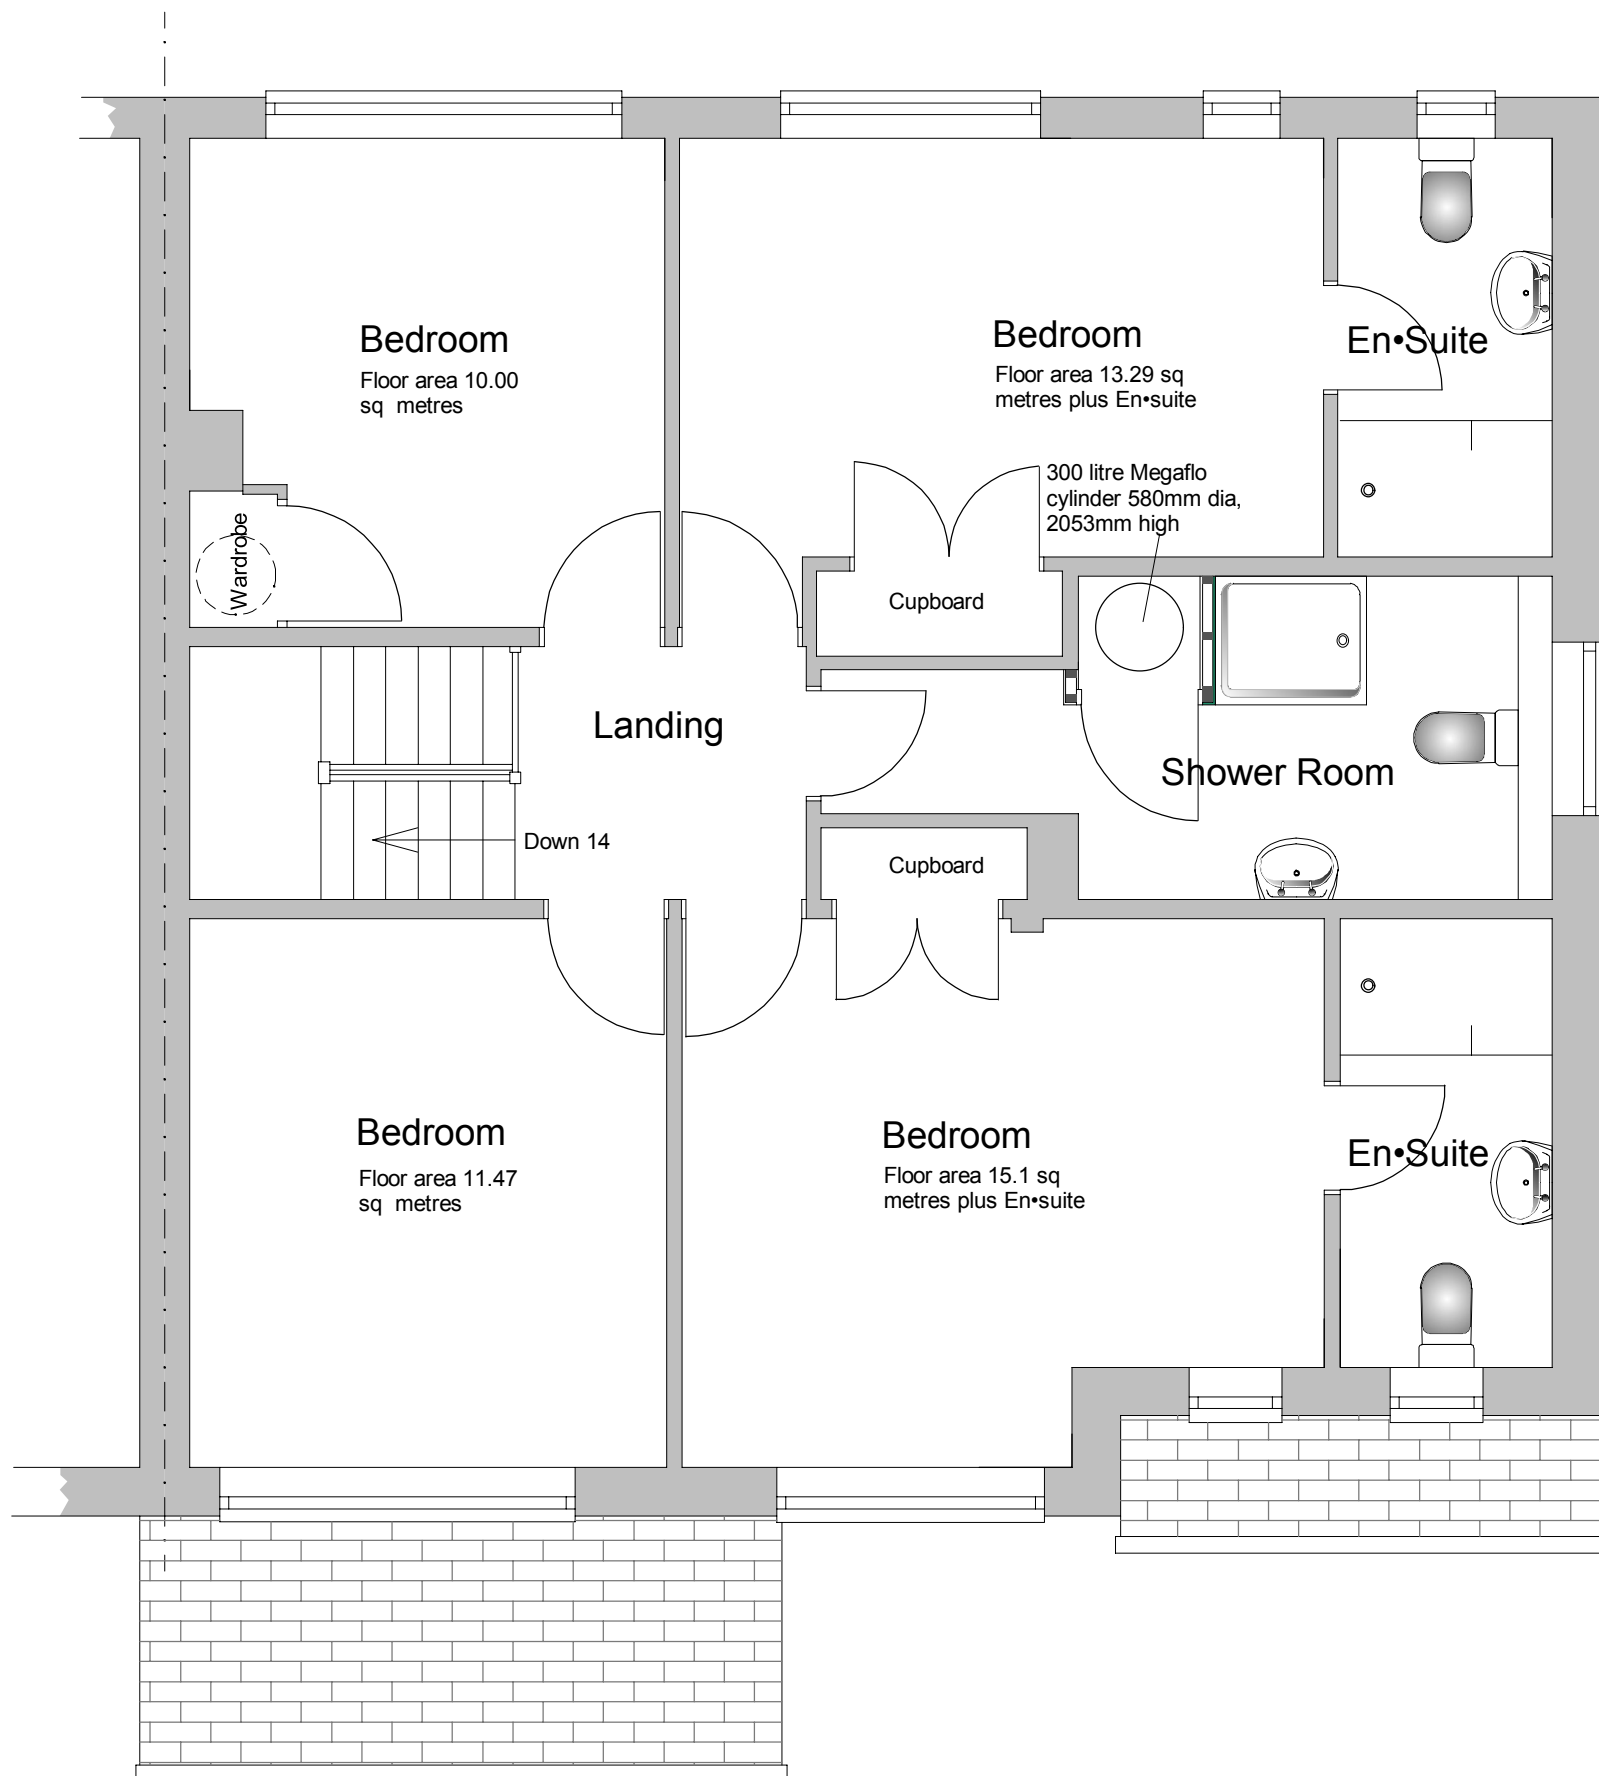 Bedroom
Floor area 10.00
sq metres
Bedroom
Floor area 13.29 sq
metres plus En•suite
En•Suite
300 litre Megaflo
cylinder 580mm dia,
2053mm high
Wardrobe
Cupboard
Landing
Shower Room
Down 14
Cupboard
Bedroom
Floor area 11.47
sq metres
Bedroom
Floor area 15.1 sq
metres plus En•suite
En•Suite